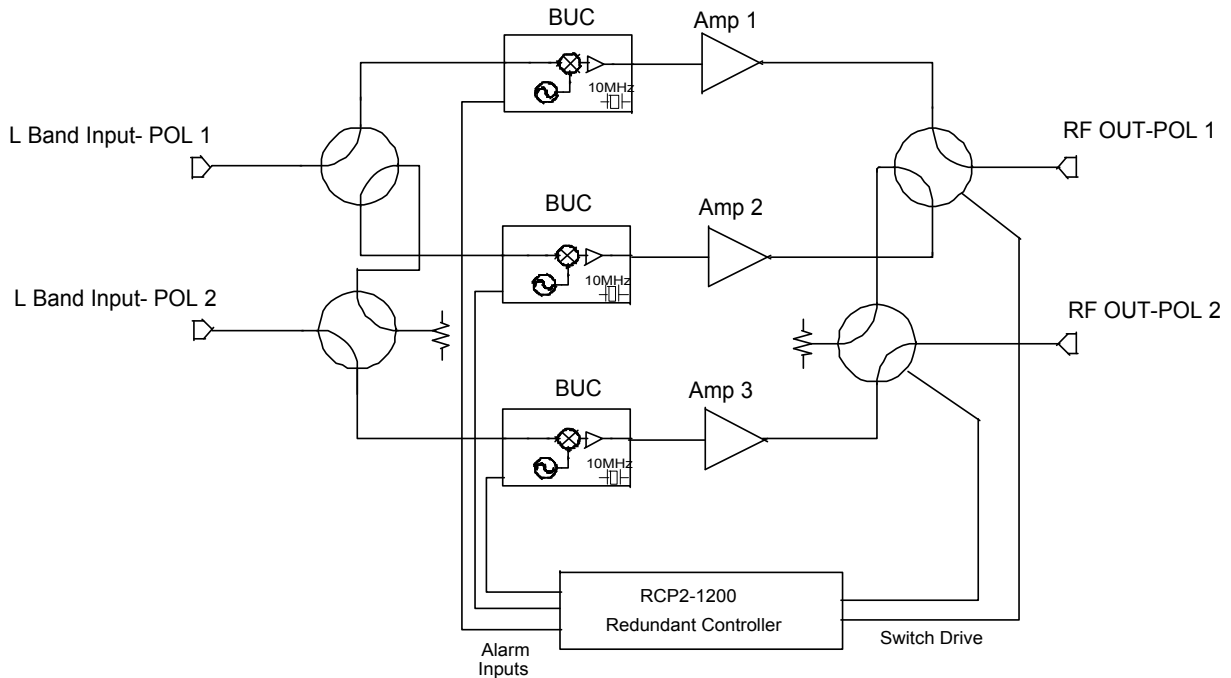 BUC
Amp 1
10MHz
L Band Input- POL 1
RF OUT-POL 1
BUC
Amp 2
10MHz
L Band Input- POL 2
RF OUT-POL 2
BUC
Amp 3
10MHz
RCP2-1200
Redundant Controller
Alarm
Inputs
Switch Drive